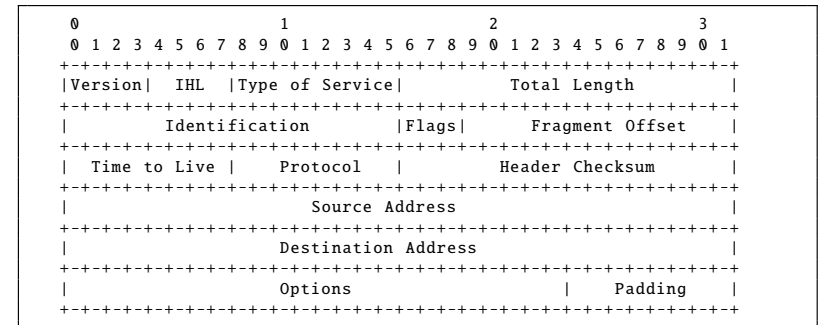 0                   1                   2                   3
 0 1 2 3 4 5 6 7 8 9 0 1 2 3 4 5 6 7 8 9 0 1 2 3 4 5 6 7 8 9 0 1
+-+-+-+-+-+-+-+-+-+-+-+-+-+-+-+-+-+-+-+-+-+-+-+-+-+-+-+-+-+-+-+-+
|Version|  IHL  |Type of Service|          Total Length         |
+-+-+-+-+-+-+-+-+-+-+-+-+-+-+-+-+-+-+-+-+-+-+-+-+-+-+-+-+-+-+-+-+
|         Identification        |Flags|      Fragment Offset    |
+-+-+-+-+-+-+-+-+-+-+-+-+-+-+-+-+-+-+-+-+-+-+-+-+-+-+-+-+-+-+-+-+
|  Time to Live |    Protocol   |         Header Checksum       |
+-+-+-+-+-+-+-+-+-+-+-+-+-+-+-+-+-+-+-+-+-+-+-+-+-+-+-+-+-+-+-+-+
|                       Source Address                          |
+-+-+-+-+-+-+-+-+-+-+-+-+-+-+-+-+-+-+-+-+-+-+-+-+-+-+-+-+-+-+-+-+
|                    Destination Address                        |
+-+-+-+-+-+-+-+-+-+-+-+-+-+-+-+-+-+-+-+-+-+-+-+-+-+-+-+-+-+-+-+-+
|                    Options                    |    Padding    |
+-+-+-+-+-+-+-+-+-+-+-+-+-+-+-+-+-+-+-+-+-+-+-+-+-+-+-+-+-+-+-+-+